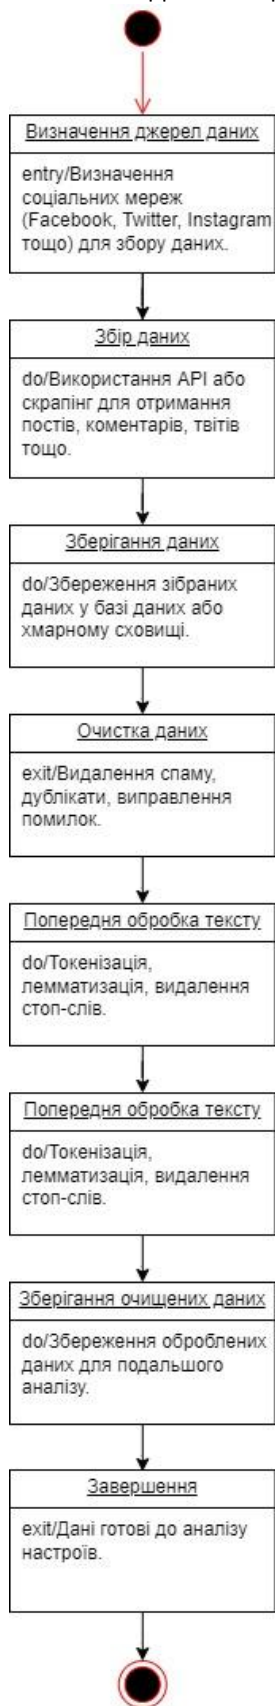 Визначення джерел даних
entry/Визначення
соціальних мереж
(Facebook, Twitter, Instagram
тощо) для збору даних.
Збір даних
do/Використання API або
скрапінг для отримання
постів, коментарів, твітів
тощо.
Зберігання даних
do/Збереження зібраних
даних у базі даних або
хмарному сховищі.
Очистка даних
exit/Видалення спаму,
дублікати, виправлення
помилок.
Попередня обробка тексту
do/Токенізація,
лемматизація, видалення
стоп-слів.
Попередня обробка тексту
do/Токенізація,
лемматизація, видалення
стоп-слів.
Зберігання очищених даних
do/Збереження оброблених
даних для подальшого
аналізу.
Завершення
exit/Дані готові до аналізу
настроїв.